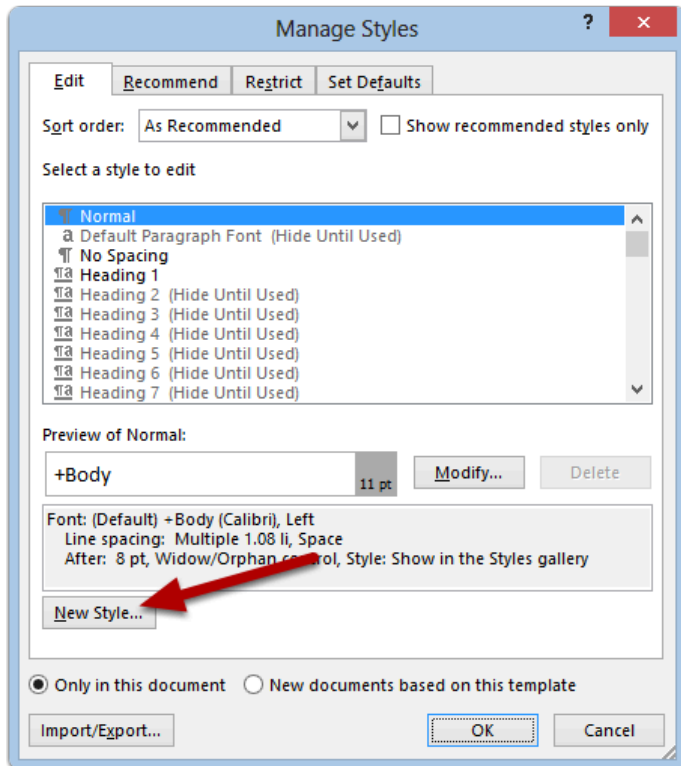 Manage Styles
?
Edit
Recommend
Restrict
Set Defaults
Sort order: As Recommended
Show recommended styles only
Select a style to edit
¶ Normal
a Default Paragraph Font (Hide Until Used)
¶ No Spacing
¶a Heading 1
¶a Heading 2 (Hide Until Used)
¶a Heading 3 (Hide Until Used)
¶a Heading 4 (Hide Until Used)
¶a Heading 5 (Hide Until Used)
¶a Heading 6 (Hide Until Used)
¶a Heading 7 (Hide Until Used)
Preview of Normal:
+Body
11 pt
Modify...
Delete
Font: (Default) +Body (Calibri), Left
Line spacing: Multiple 1.08 li, Space
After: 8 pt, Widow/Orphan control, Style: Show in the Styles gallery
New Style...
Only in this document
New documents based on this template
Import/Export...
OK
Cancel